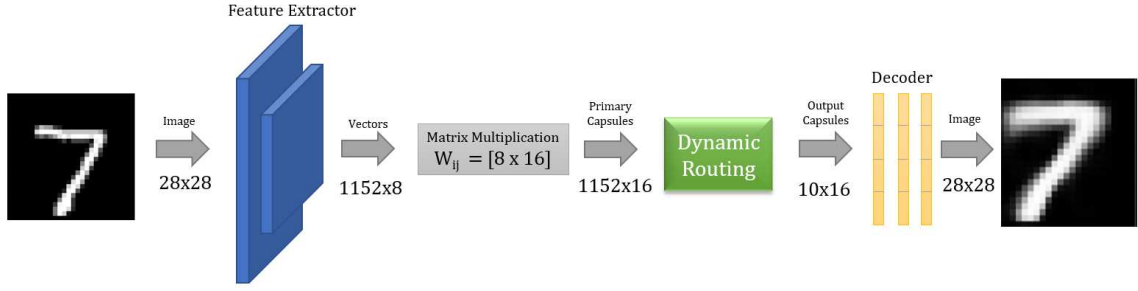 Feature Extractor
Image
28x28
Vectors
1152x8
Matrix Multiplication
Wij = [8 x 16]
Primary
Capsules
1152x16
Dynamic
Routing
Output
Capsules
10x16
Decoder
Image
28x28